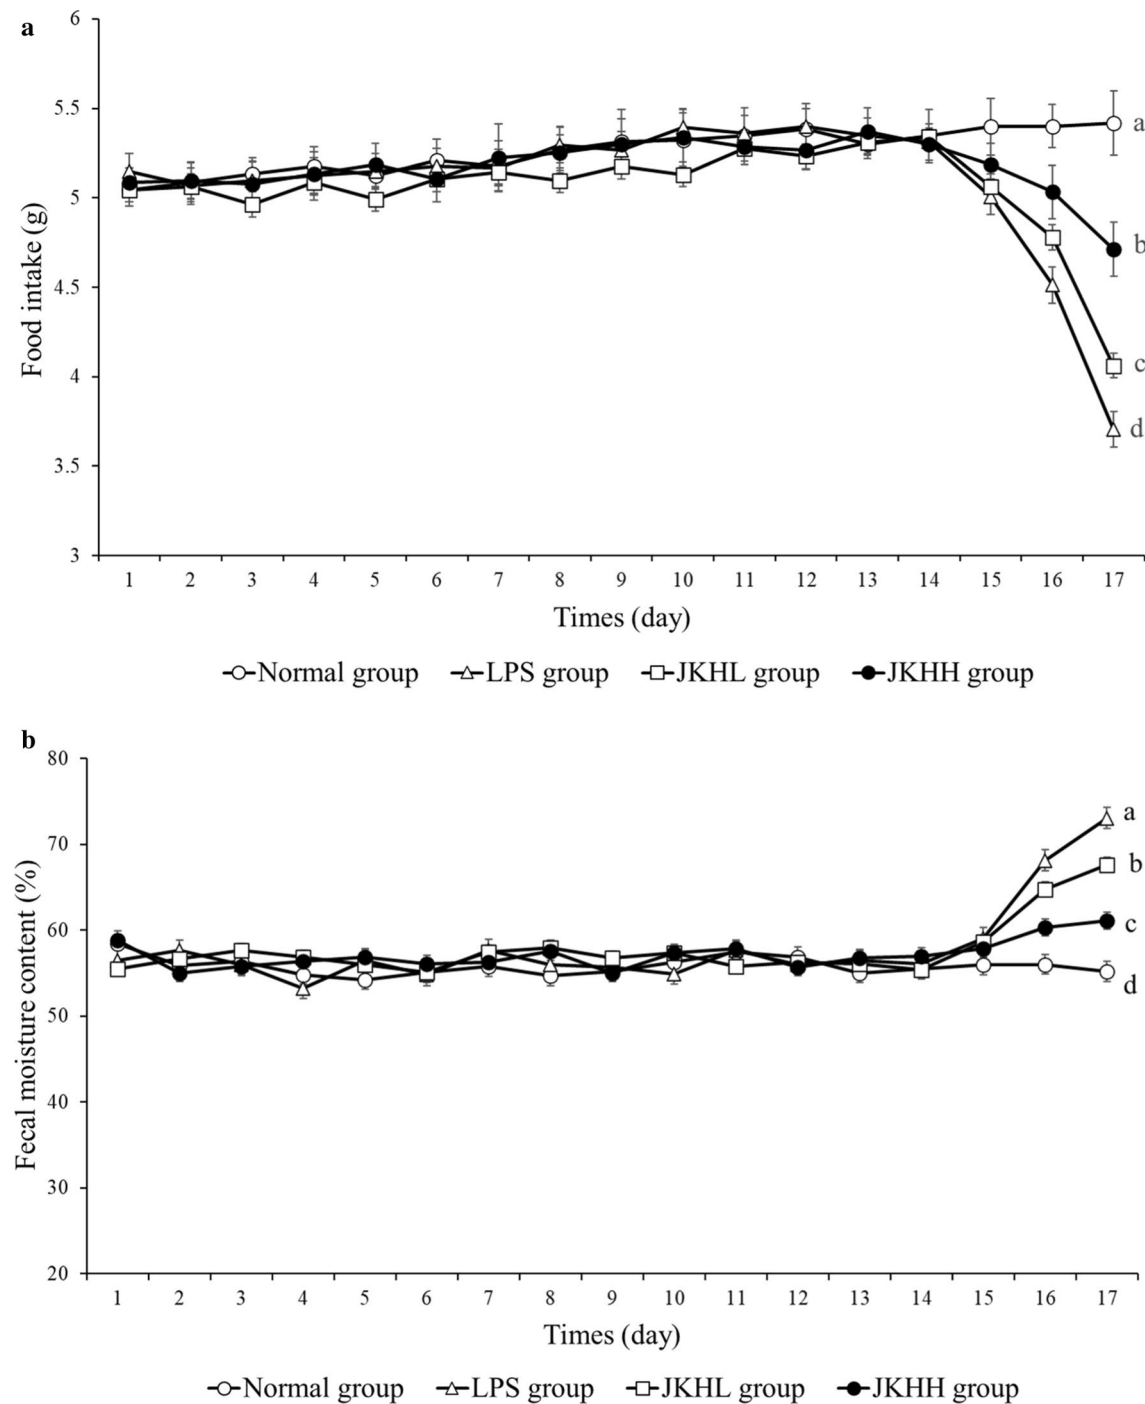 a
6
5.5
5
4.5
4
3.5
3
Food intake (g)
a
b
c
d
1 2 3 4 5 6 7 8 9 10 11 12 13 14 15 16 17
Times (day)
Normal group LPS group JKHL group JKHH group
b
80
70
60
50
40
30
20
Fecal moisture content (%)
a
b
c
d
1 2 3 4 5 6 7 8 9 10 11 12 13 14 15 16 17
Times (day)
Normal group LPS group JKHL group JKHH group